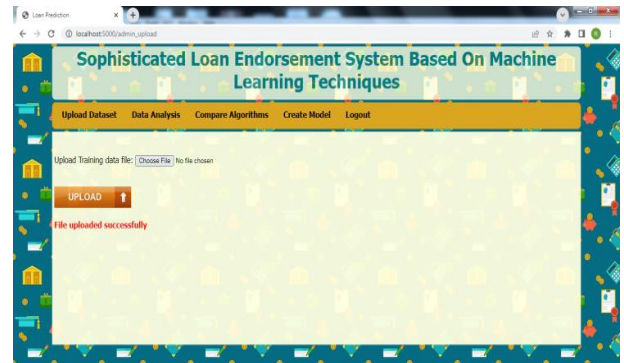 Loan Prediction
localhost:5000/admin_upload
Sophisticated Loan Endorsement System Based On Machine
Learning Techniques
Upload Dataset Data Analysis Compare Algorithms Create Model Logout
Upload Training data file: Choose File No file chosen
UPLOAD
File uploaded successfully